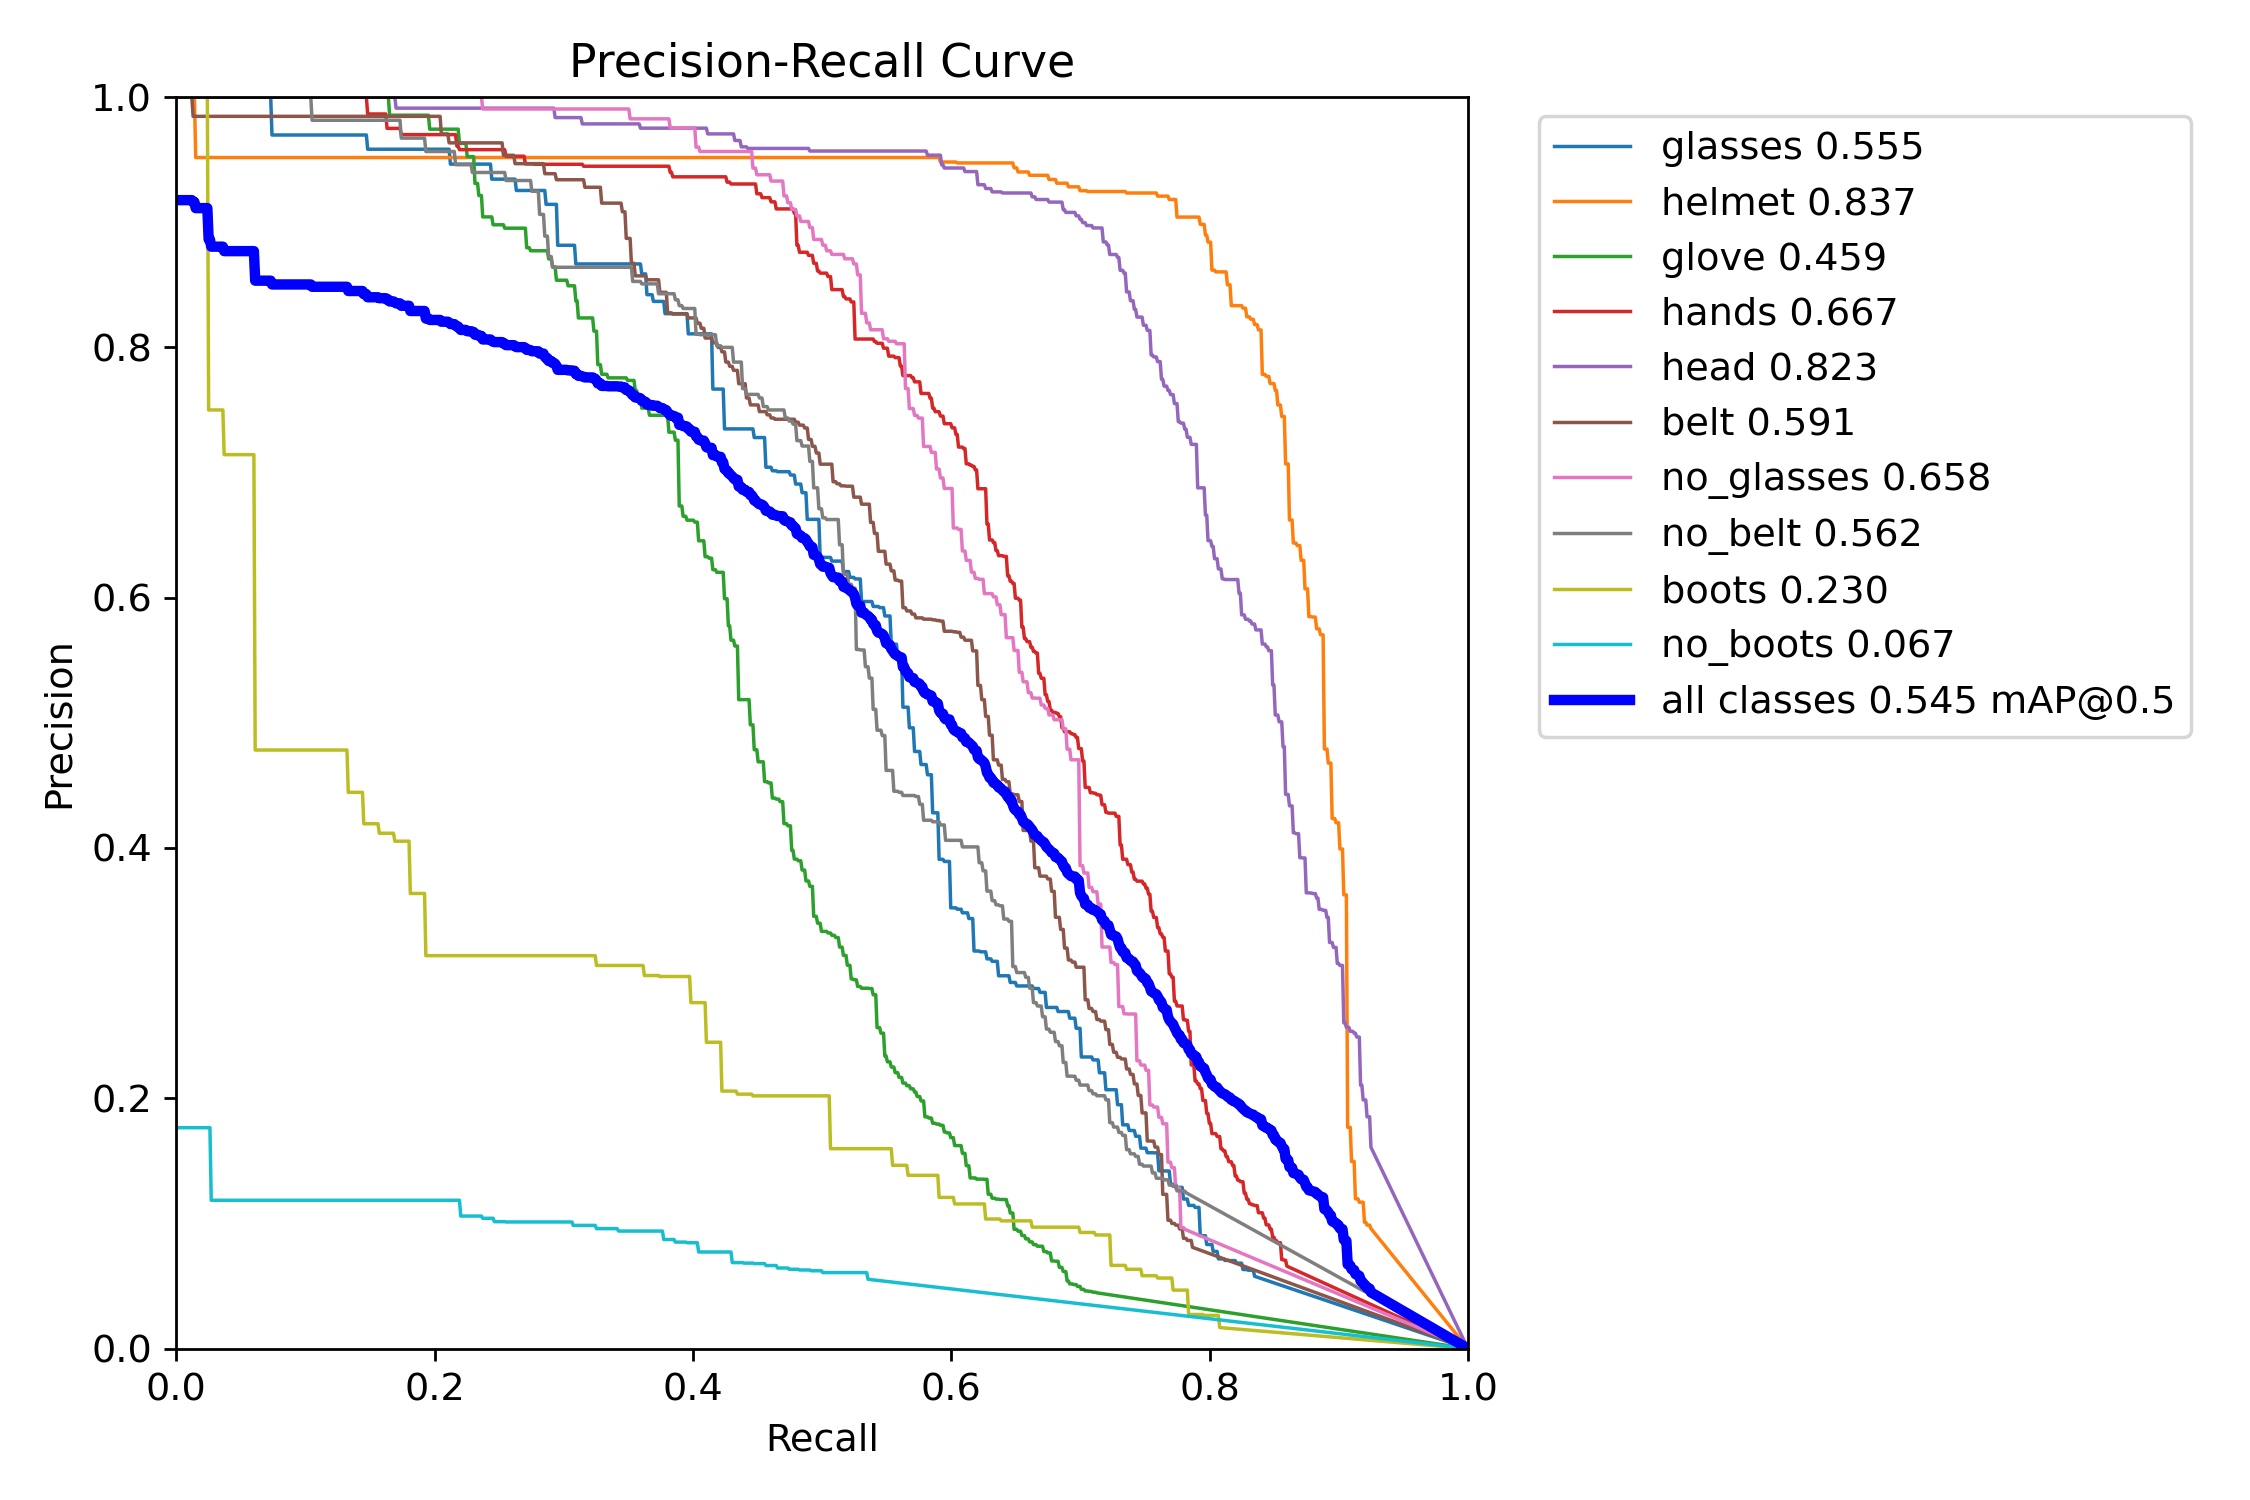 Precision-Recall Curve
1.0
0.8
0.6
0.4
0.2
0.0
Precision
0.0 0.2 0.4 0.6 0.8 1.0
Recall
glasses 0.555
helmet 0.837
glove 0.459
hands 0.667
head 0.823
belt 0.591
no_glasses 0.658
no_belt 0.562
boots 0.230
no_boots 0.067
all classes 0.545 mAP@0.5